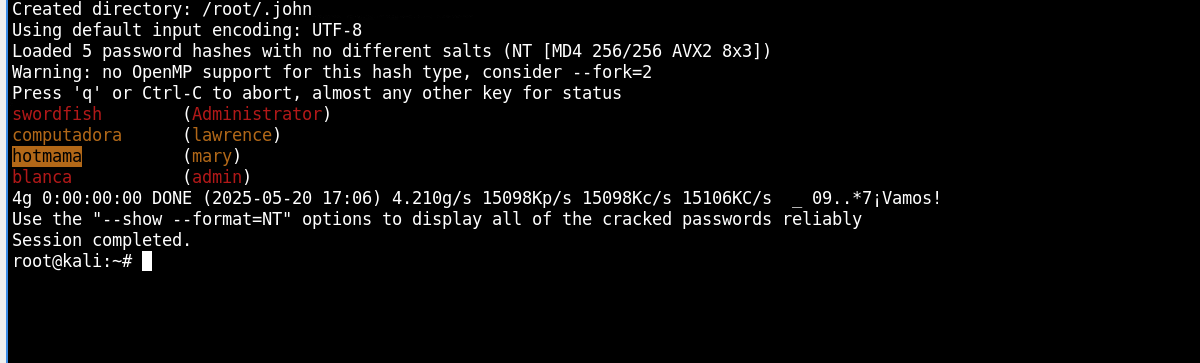 Created directory: /root/.john
Using default input encoding: UTF-8
Loaded 5 password hashes with no different salts (NT [MD4 256/256 AVX2 8x3])
Warning: no OpenMP support for this hash type, consider --fork=2
Press 'q' or Ctrl-C to abort, almost any other key for status
swordfish        (Administrator)
computadora      (lawrence)
hotmama          (mary)
blanca           (admin)
4g 0:00:00:00 DONE (2025-05-20 17:06) 4.210g/s 15098Kp/s 15098Kc/s 15106KC/s  _ 09..*7¡Vamos!
Use the "--show --format=NT" options to display all of the cracked passwords reliably
Session completed.
root@kali:~#